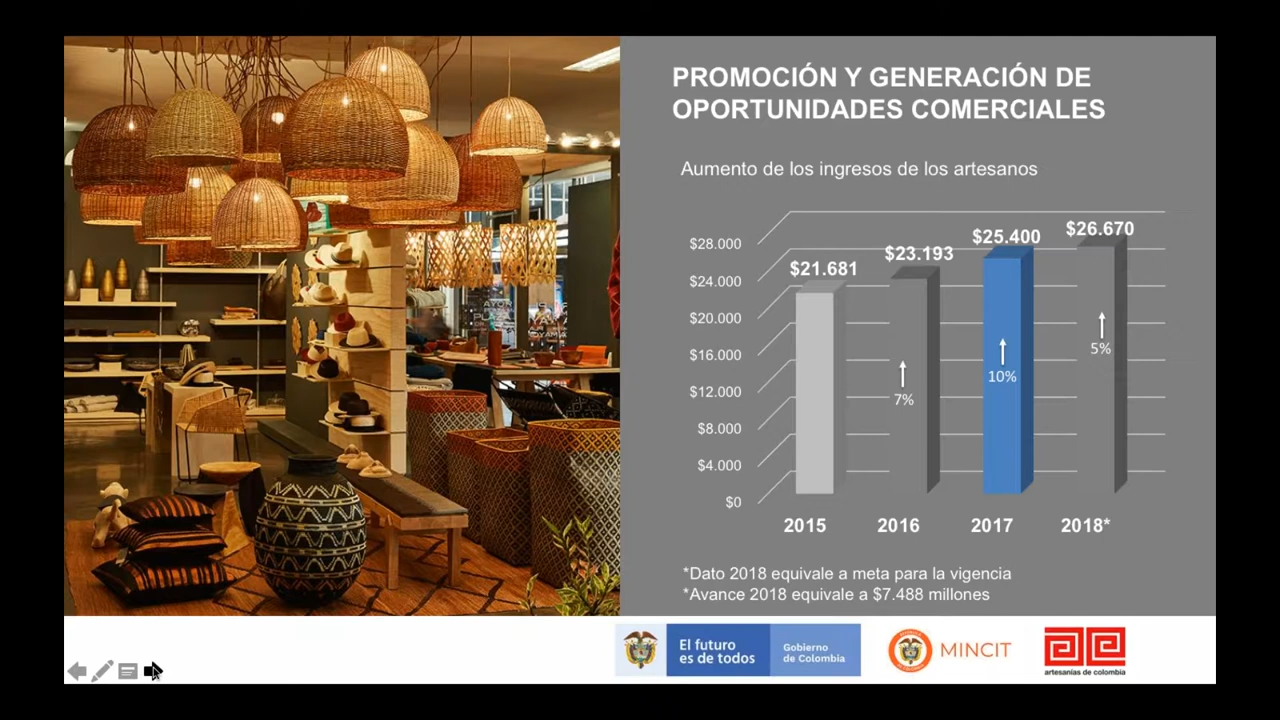 PROMOCIÓN Y GENERACIÓN DE
OPORTUNIDADES COMERCIALES
Aumento de los ingresos de los artesanos
$28.000
$24.000
$20.000
$16.000
$12.000
$8.000
$4.000
$0
$21.681
$23.193
$25.400
$26.670
7%
10%
5%
2015
2016
2017
2018*
*Dato 2018 equivale a meta para la vigencia
*Avance 2018 equivale a $7.488 millones
El futuro
es de todos
Gobierno
de Colombia
MINCIT
artesanías de colombia